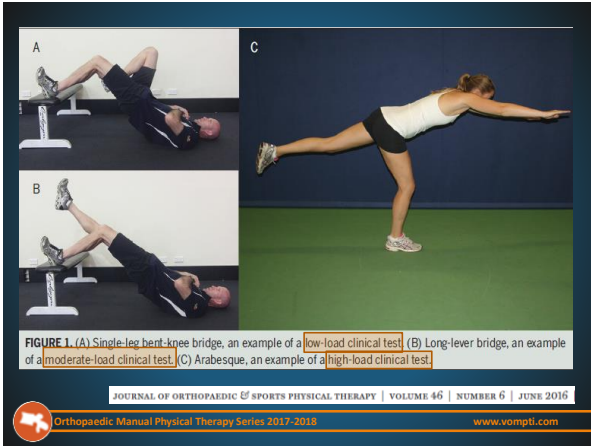 A
C
B
FIGURE 1. (A) Single-leg bent-knee bridge, an example of a low-load clinical test. (B) Long-lever bridge, an example
of a moderate-load clinical test. (C) Arabesque, an example of a high-load clinical test.
JOURNAL OF ORTHOPAEDIC & SPORTS PHYSICAL THERAPY | VOLUME 46 | NUMBER 6 | JUNE 2016
Orthopaedic Manual Physical Therapy Series 2017-2018 www.vompti.com